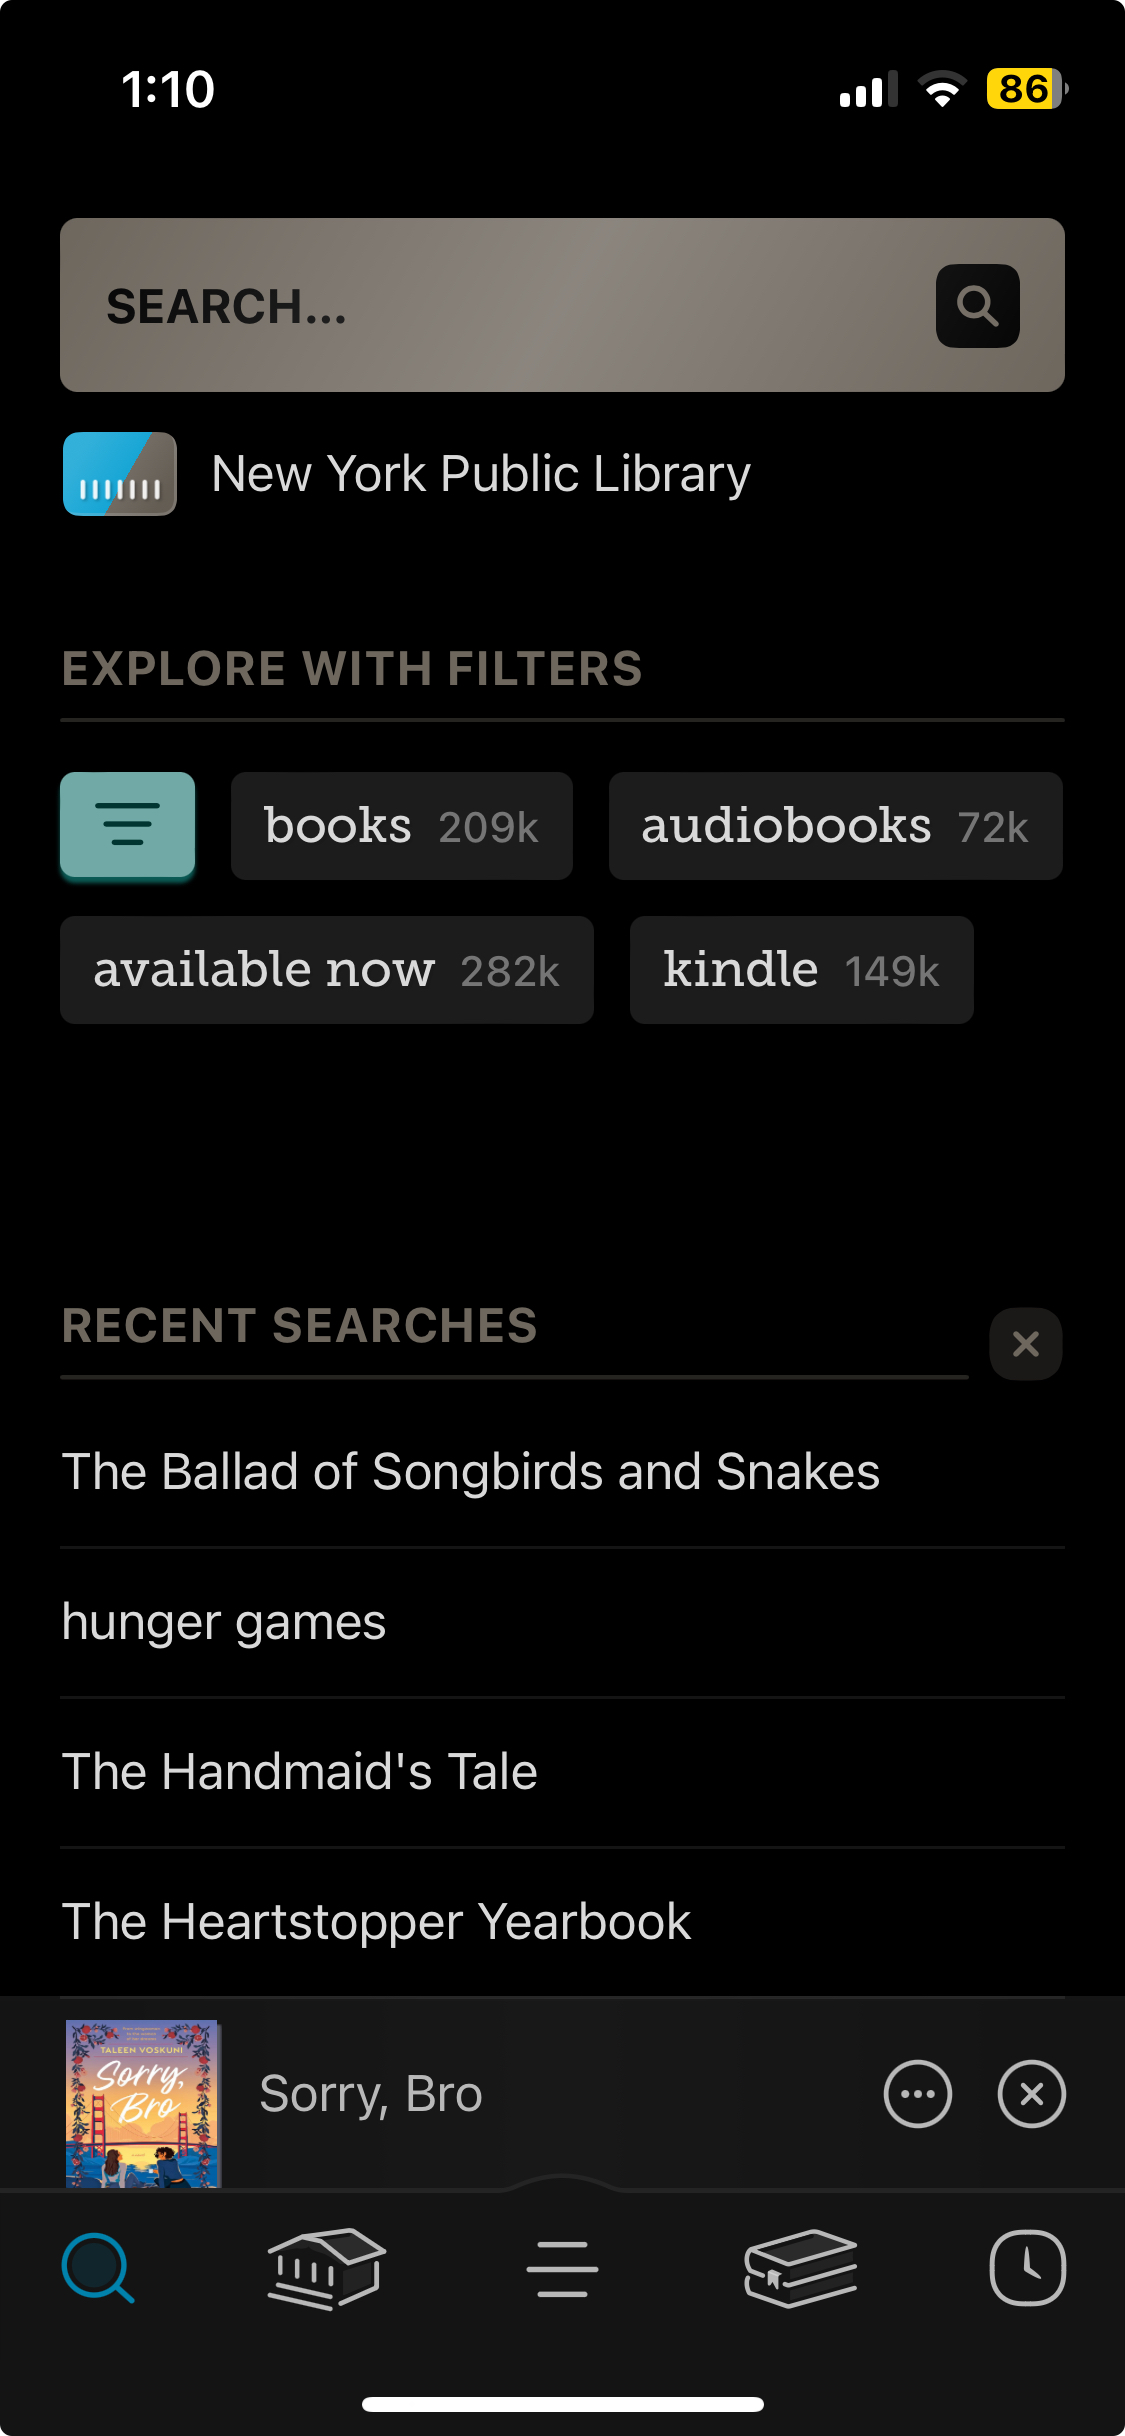 1:10
86
SEARCH...
New York Public Library
EXPLORE WITH FILTERS
books 209k
audiobooks 72k
available now 282k
kindle 149k
RECENT SEARCHES
The Ballad of Songbirds and Snakes
hunger games
The Handmaid's Tale
The Heartstopper Yearbook
TALEEN VOSKUNI
Sorry,
Bro
Sorry, Bro